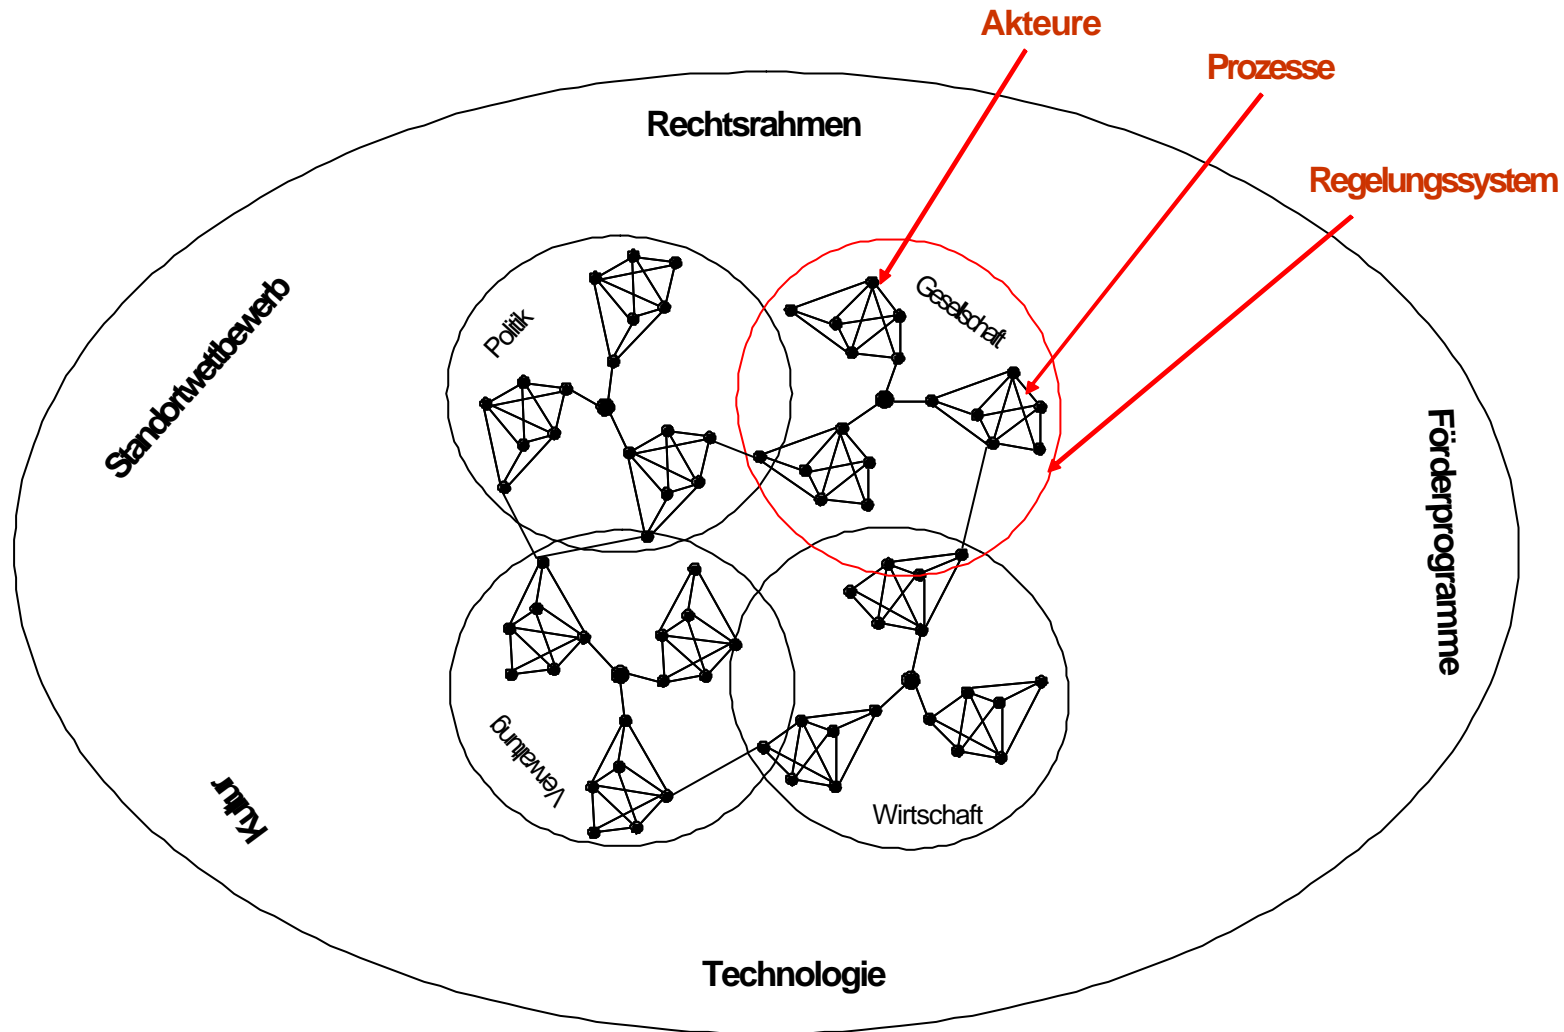 Akteure
Prozesse
Rechtsrahmen
Regelungssystem
Standortwettbewerb
Politik
Gesellschaft
Förderprogramme
Verwaltung
Kultur
Wirtschaft
Technologie